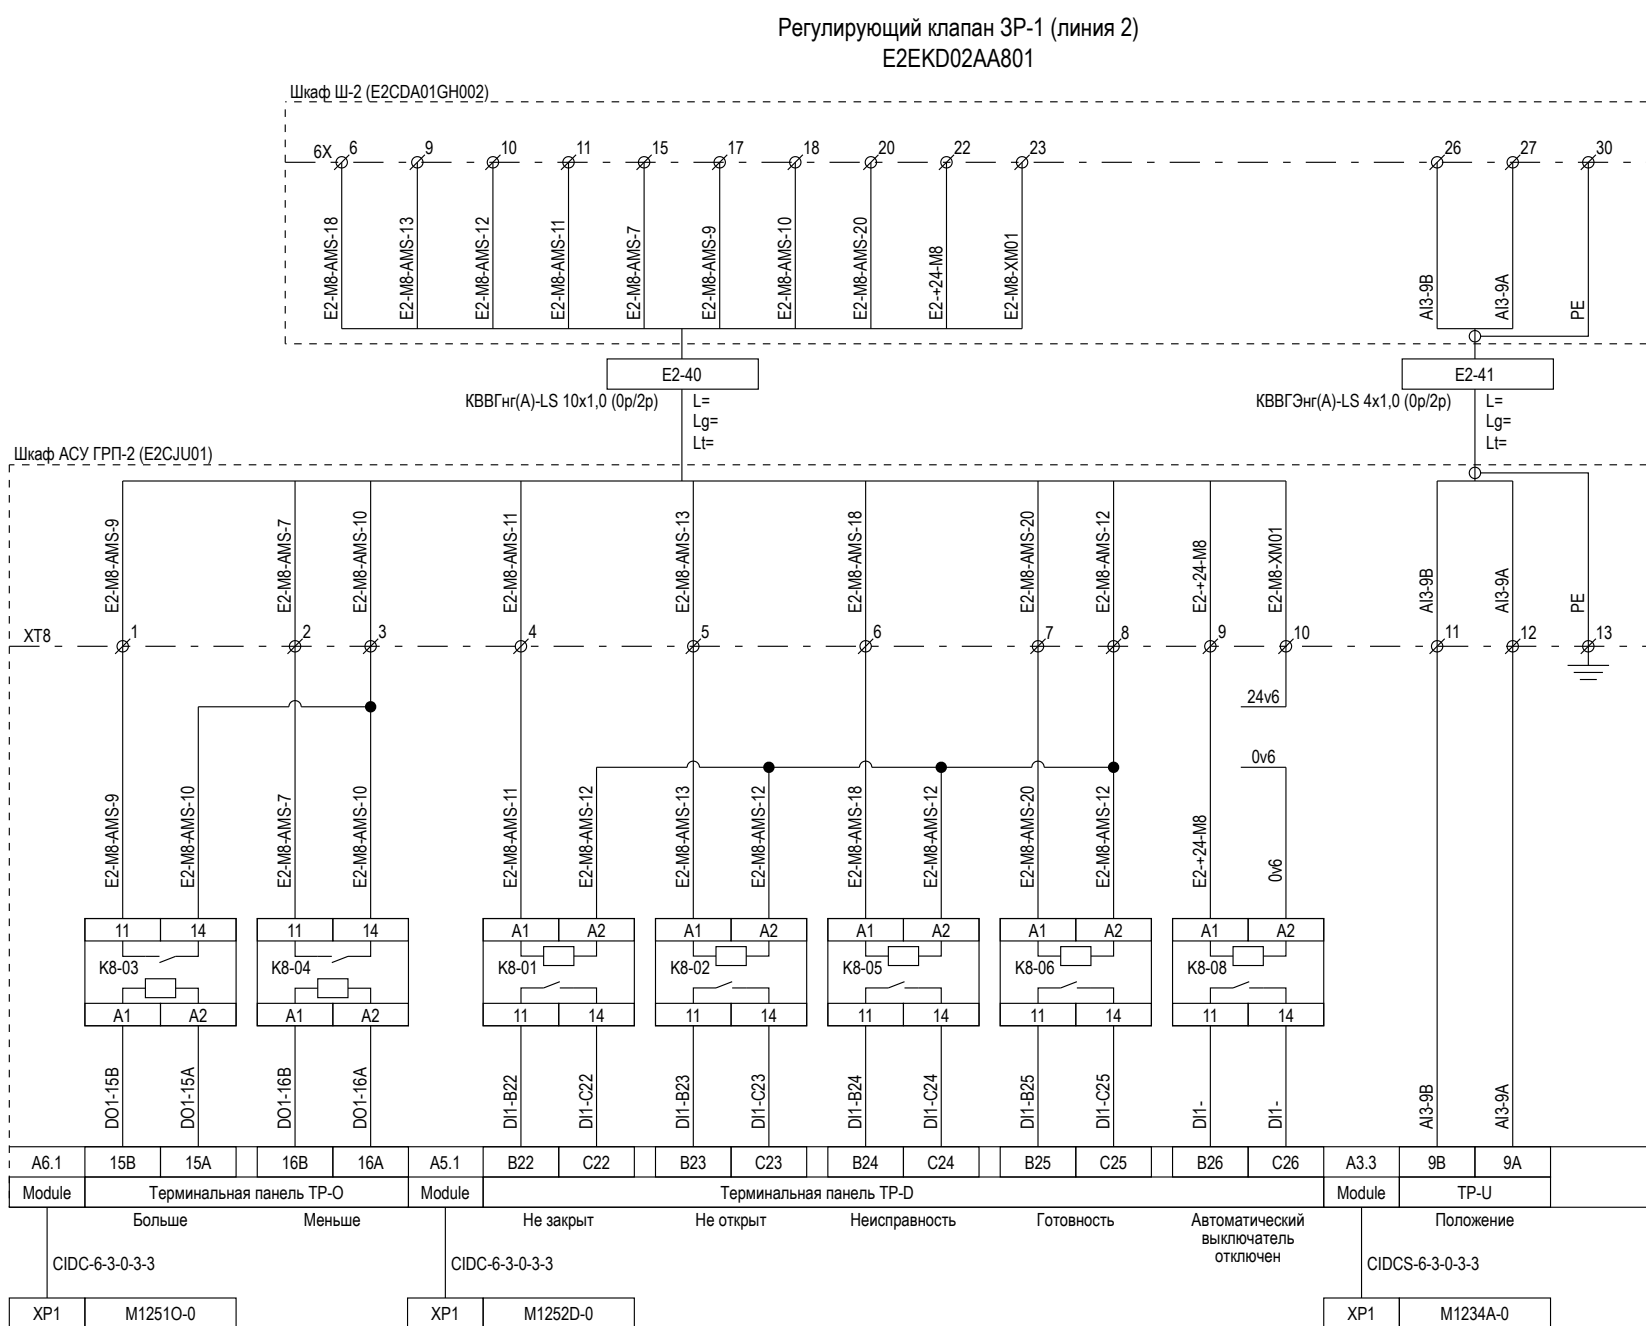 Регулирующий клапан ЗР-1 (линия 2)
E2EKD02AA801
Шкаф Ш-2 (E2CDA01GH002)
6X 6 9 10 11 15 17 18 20 22 23 26 27 30
E2-M8-AMS-18 E2-M8-AMS-13 E2-M8-AMS-12 E2-M8-AMS-11 E2-M8-AMS-7 E2-M8-AMS-9 E2-M8-AMS-10 E2-M8-AMS-20 E2-+24-M8 E2-M8-XM01 AI3-9B AI3-9A PE
E2-40 E2-41
КВВГнг(А)-LS 10x1,0 (0р/2р) L= КВВГЭнг(А)-LS 4x1,0 (0р/2р) L=
Lg= Lg=
Lt= Lt=
Шкаф АСУ ГРП-2 (E2CJU01)
E2-M8-AMS-9 E2-M8-AMS-7 E2-M8-AMS-10 E2-M8-AMS-11 E2-M8-AMS-13 E2-M8-AMS-18 E2-M8-AMS-20 E2-M8-AMS-12 E2-+24-M8 E2-M8-XM01 AI3-9B AI3-9A PE
XT8 1 2 3 4 5 6 7 8 9 10 11 12 13
24v6
0v6
E2-M8-AMS-9 E2-M8-AMS-10 E2-M8-AMS-7 E2-M8-AMS-10 E2-M8-AMS-11 E2-M8-AMS-12 E2-M8-AMS-13 E2-M8-AMS-12 E2-M8-AMS-18 E2-M8-AMS-12 E2-M8-AMS-20 E2-M8-AMS-12 E2-+24-M8 0v6
11 14 11 14 A1 A2 A1 A2 A1 A2 A1 A2 A1 A2
K8-03 K8-04 K8-01 K8-02 K8-05 K8-06 K8-08
A1 A2 A1 A2 11 14 11 14 11 14 11 14 11 14
DO1-15B DO1-15A DO1-16B DO1-16A DI1-B22 DI1-C22 DI1-B23 DI1-C23 DI1-B24 DI1-C24 DI1-B25 DI1-C25 DI1- DI1- AI3-9B AI3-9A
A6.1 15B 15A 16B 16A A5.1 B22 C22 B23 C23 B24 C24 B25 C25 B26 C26 A3.3 9B 9A
Module Терминальная панель TP-O Module Терминальная панель TP-D Module TP-U
Больше Меньше Не закрыт Не открыт Неисправность Готовность Автоматический Положение
выключатель
отключен
CIDC-6-3-0-3-3 CIDC-6-3-0-3-3 CIDCS-6-3-0-3-3
XP1 M1251O-0 XP1 M1252D-0 XP1 M1234A-0